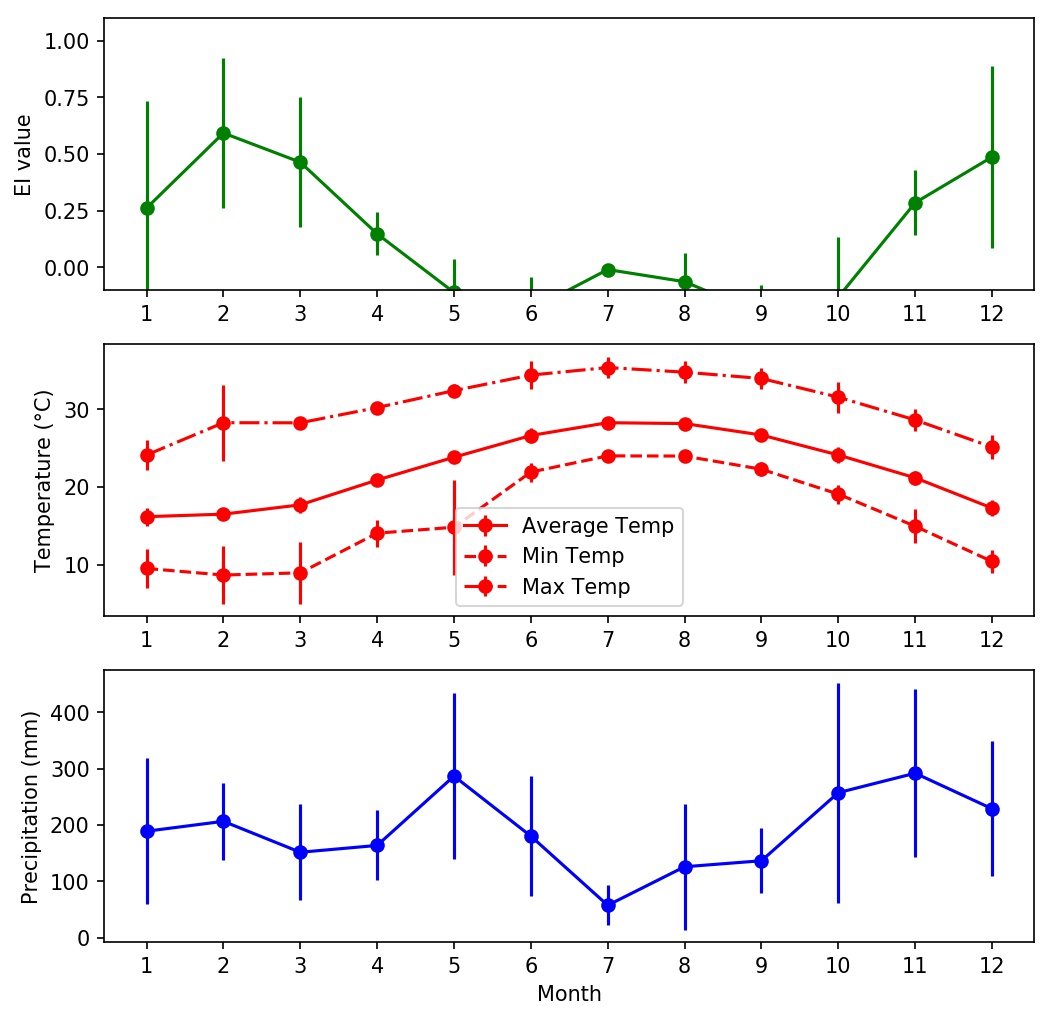 EI value
1.00
0.75
0.50
0.25
0.00
1 2 3 4 5 6 7 8 9 10 11 12
Temperature (°C)
30
20
10
Average Temp
Min Temp
Max Temp
1 2 3 4 5 6 7 8 9 10 11 12
Precipitation (mm)
400
300
200
100
0
1 2 3 4 5 6 7 8 9 10 11 12
Month